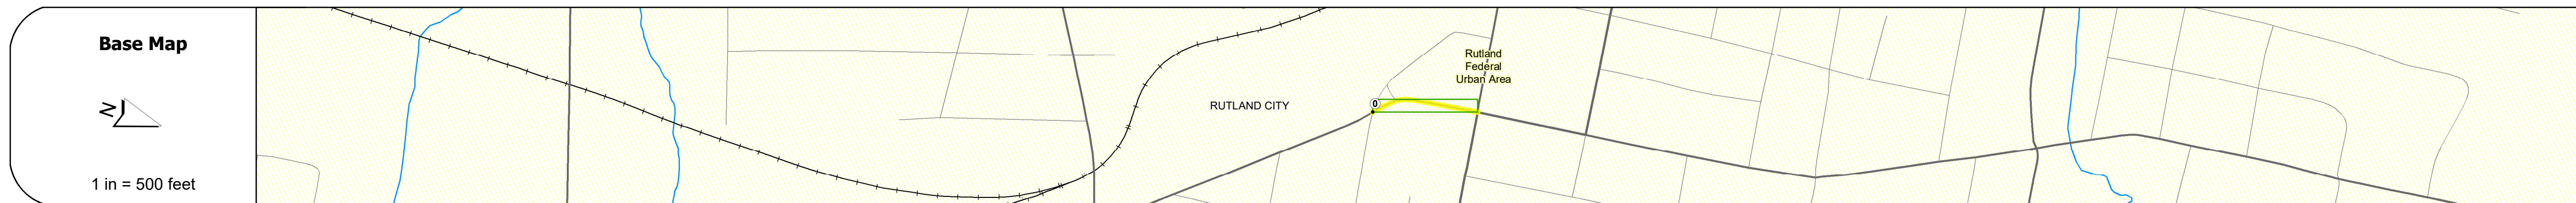 Base Map
N
1 in = 500 feet
RUTLAND CITY
0
Rutland
Federal
Urban Area